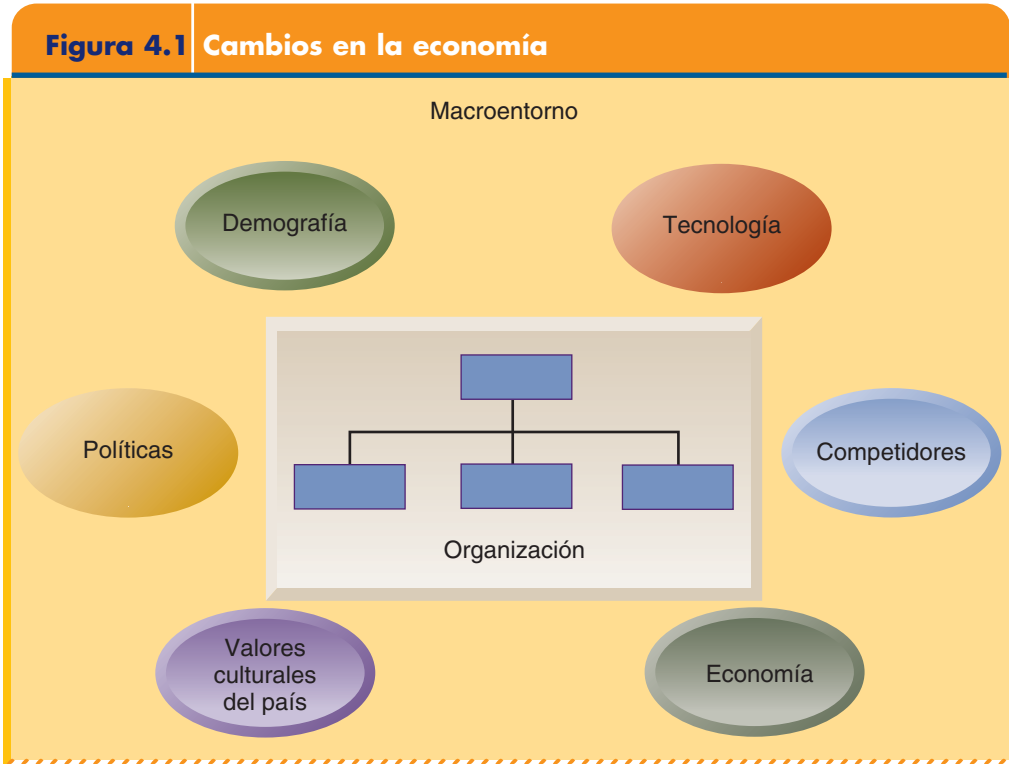 Figura 4.1 Cambios en la economía
Macroentorno
Demografía
Tecnología
Políticas
Competidores
Organización
Valores
culturales
del país
Economía